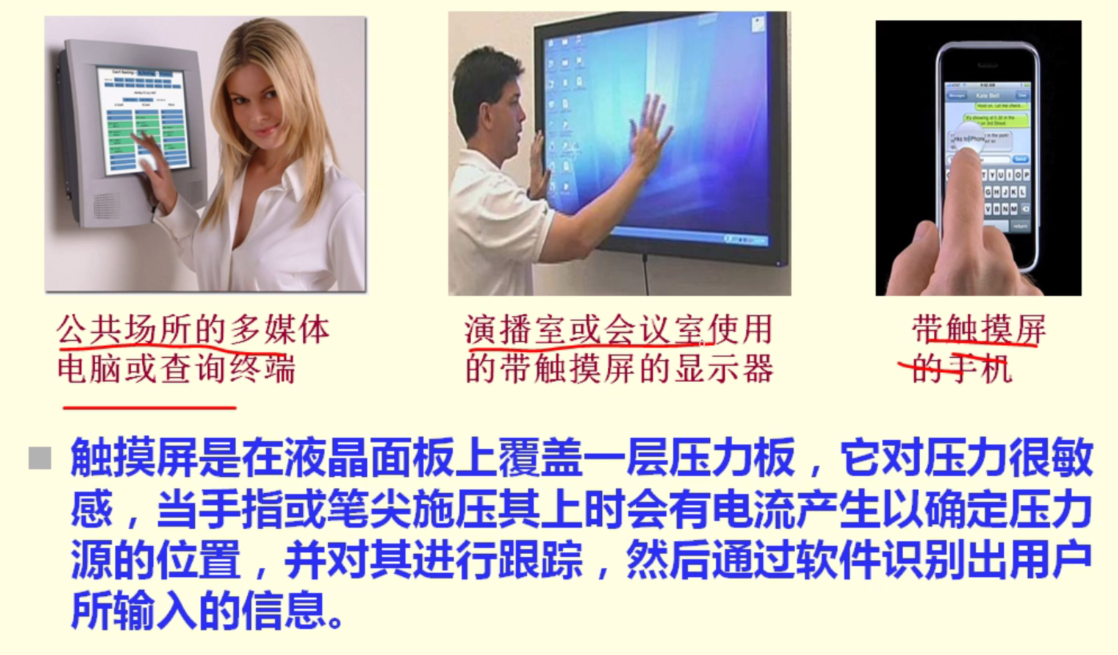 公共场所的多媒体
电脑或查询终端
演播室或会议室使用
的带触摸屏的显示器
带触摸屏
的手机
触摸屏是在液晶面板上覆盖一层压力板，它对压力很敏
感，当手指或笔尖施压其上时会有电流产生以确定压力
源的位置，并对其进行跟踪，然后通过软件识别出用户
所输入的信息。